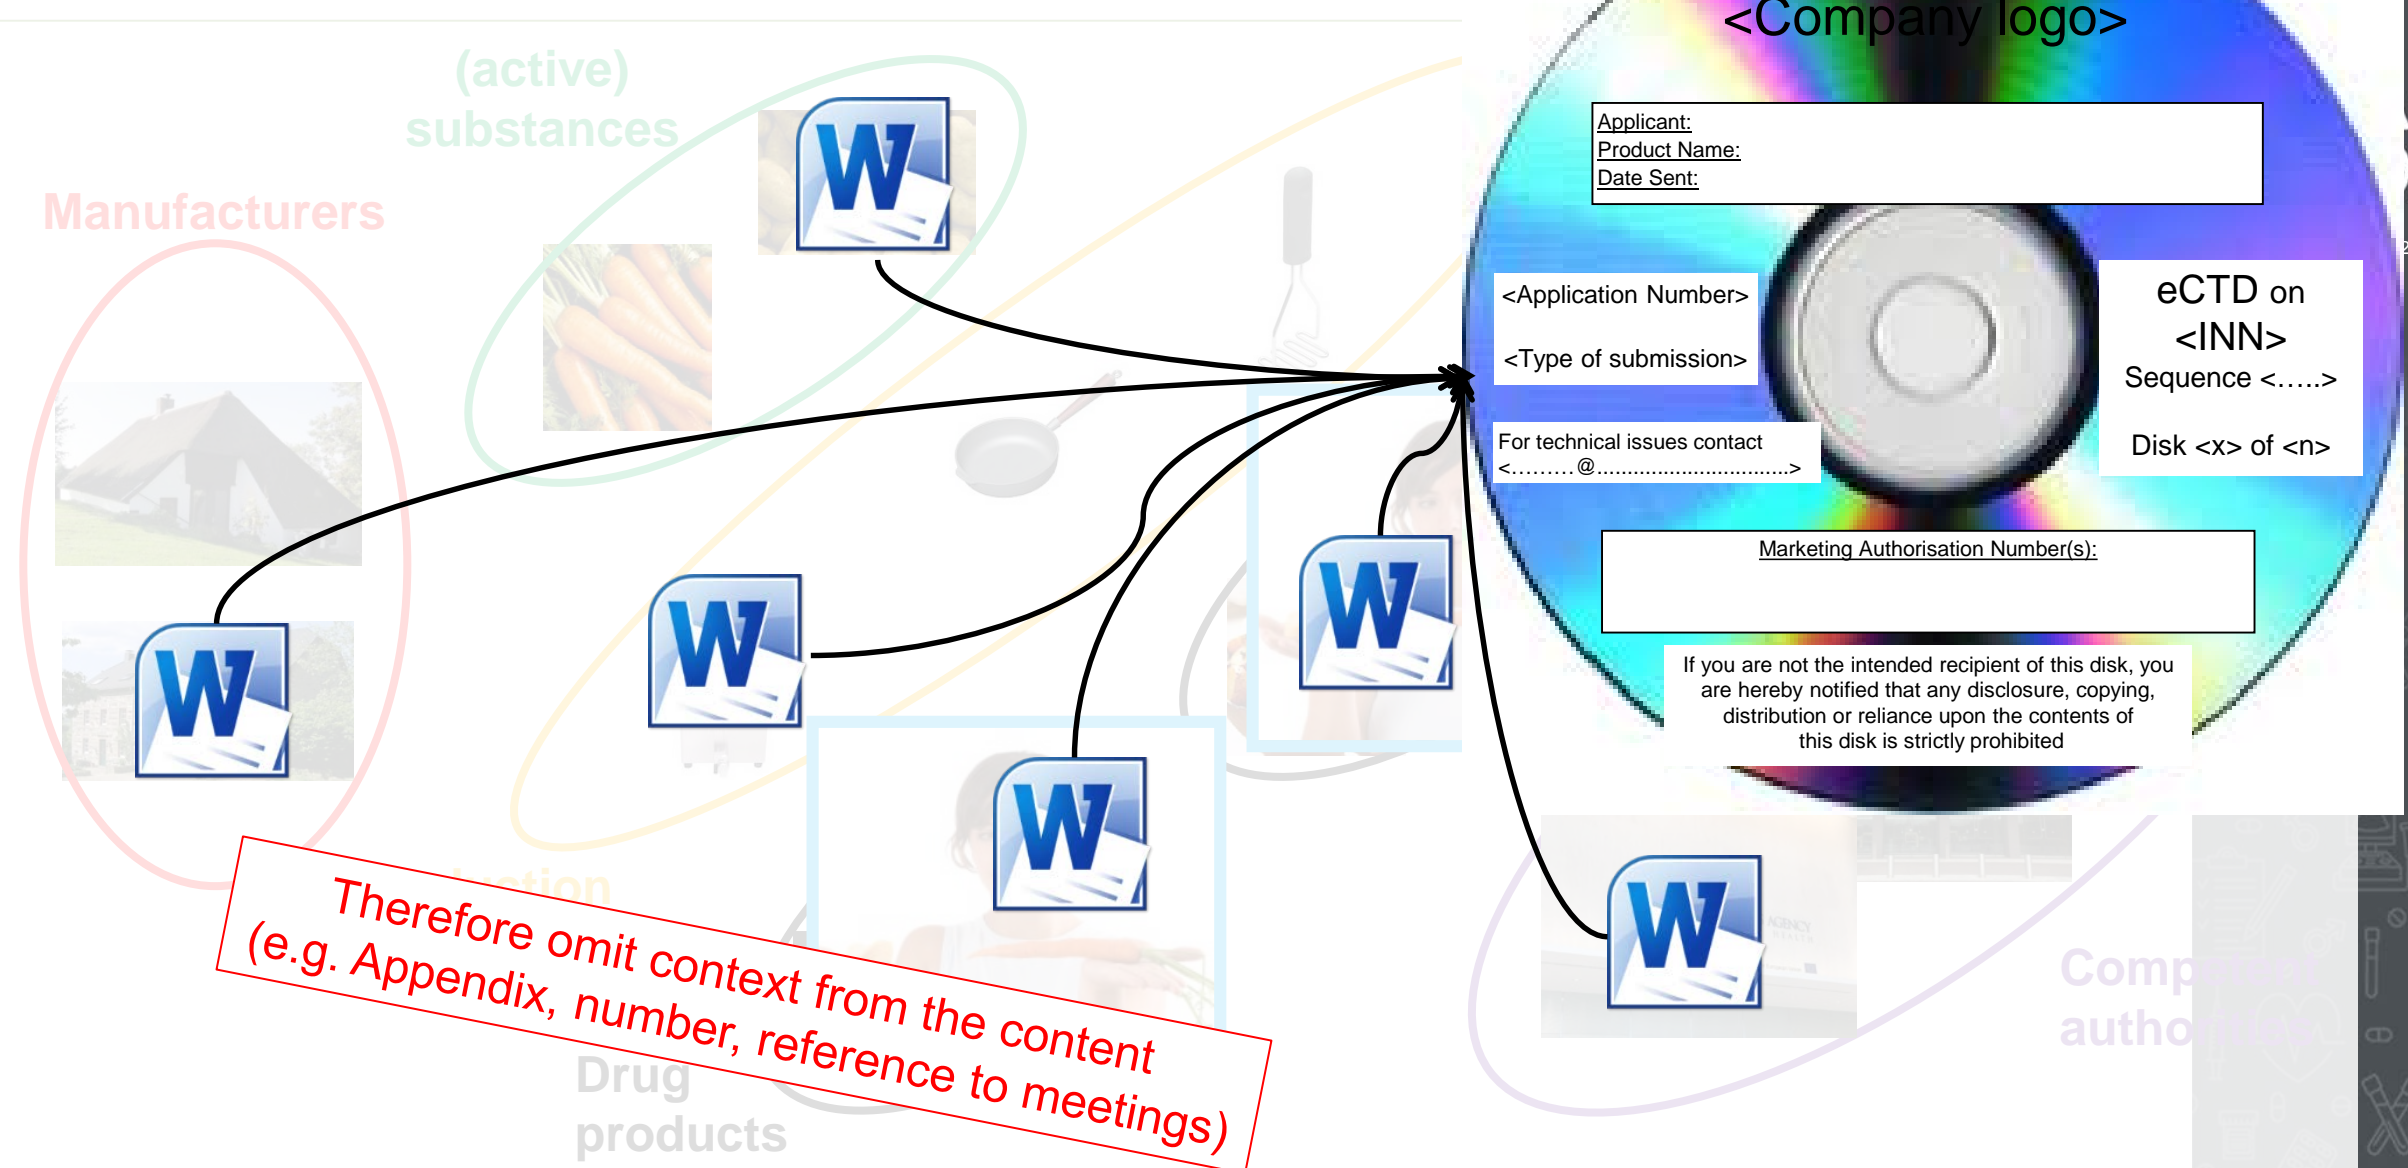 <Company logo>
(active)
substances
Manufacturers
Applicant:
Product Name:
Date Sent:
<Application Number>
<Type of submission>
eCTD on
<INN>
Sequence <…..>
Disk <x> of <n>
For technical issues contact
<………@................................>
Marketing Authorisation Number(s):
If you are not the intended recipient of this disk, you
are hereby notified that any disclosure, copying,
distribution or reliance upon the contents of
this disk is strictly prohibited
Therefore omit context from the content
(e.g. Appendix, number, reference to meetings)
AGENCY
Competent
authorities
Drug
products